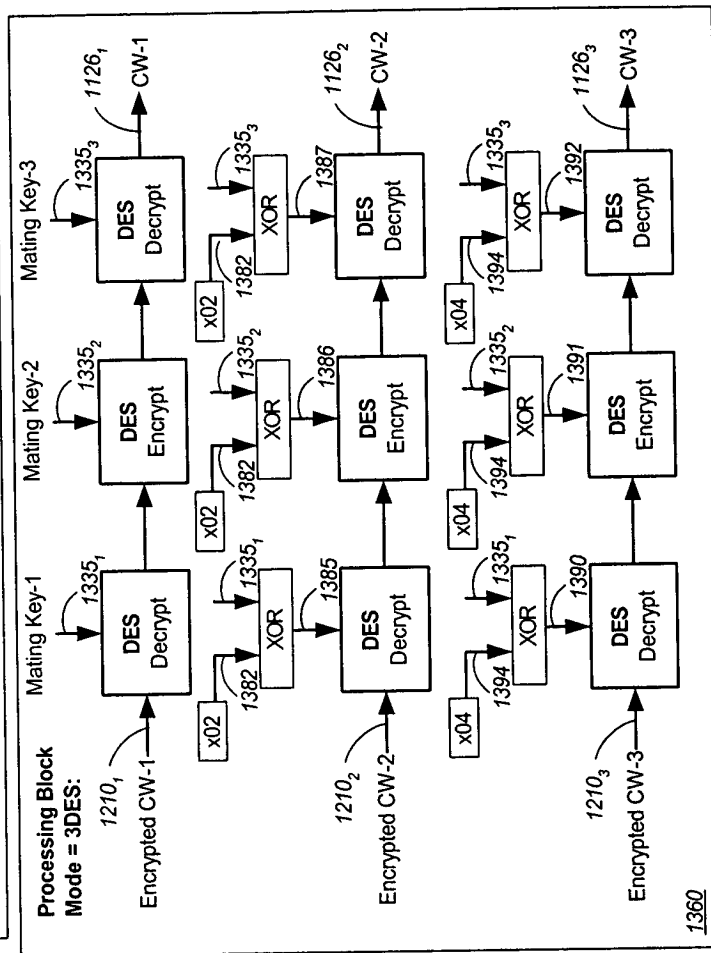 Processing Block
Mode = 3DES:
Mating Key-1
Mating Key-2
Mating Key-3
1335₁
1335₂
1335₃
1210₁
Encrypted CW-1
DES
Decrypt
DES
Encrypt
DES
Decrypt
1126₁
CW-1
x02
1382
1335₁
XOR
1385
x02
1382
1335₂
XOR
1386
x02
1382
1335₃
XOR
1387
1210₂
Encrypted CW-2
DES
Decrypt
DES
Encrypt
DES
Decrypt
1126₂
CW-2
x04
1394
1335₁
XOR
1390
x04
1394
1335₂
XOR
1391
x04
1394
1335₃
XOR
1392
1210₃
Encrypted CW-3
DES
Decrypt
DES
Encrypt
DES
Decrypt
1126₃
CW-3
1360